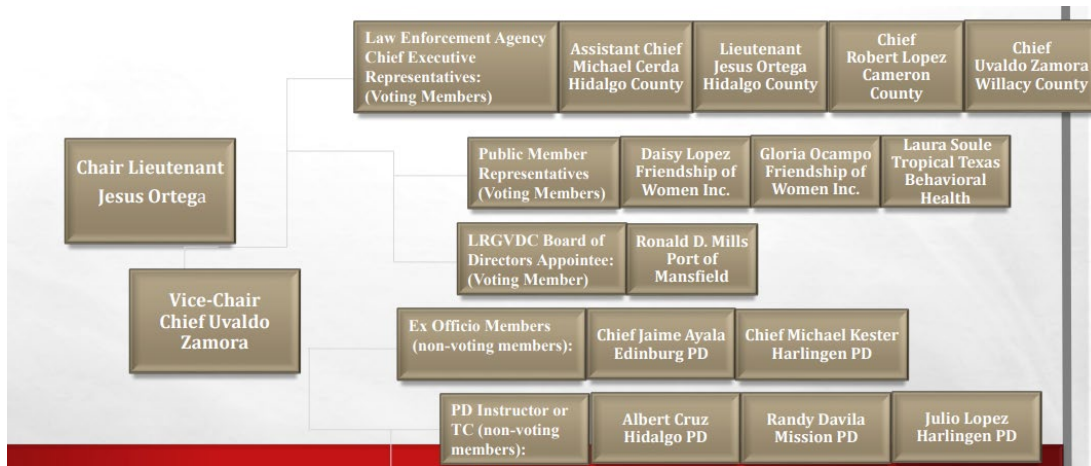 Law Enforcement Agency
Chief Executive
Representatives:
(Voting Members)
Assistant Chief
Michael Cerda
Hidalgo County
Lieutenant
Jesus Ortega
Hidalgo County
Chief
Robert Lopez
Cameron
County
Chief
Uvaldo Zamora
Willacy County
Chair Lieutenant
Jesus Ortega
Public Member
Representatives
(Voting Members)
Daisy Lopez
Friendship of
Women Inc.
Gloria Ocampo
Friendship of
Women Inc.
Laura Soule
Tropical Texas
Behavioral
Health
LRGVDC Board of
Directors Appointee:
(Voting Member)
Ronald D. Mills
Port of
Mansfield
Vice-Chair
Chief Uvaldo
Zamora
Ex Officio Members
(non-voting members):
Chief Jaime Ayala
Edinburg PD
Chief Michael Kester
Harlingen PD
PD Instructor or
TC (non-voting
members):
Albert Cruz
Hidalgo PD
Randy Davila
Mission PD
Julio Lopez
Harlingen PD